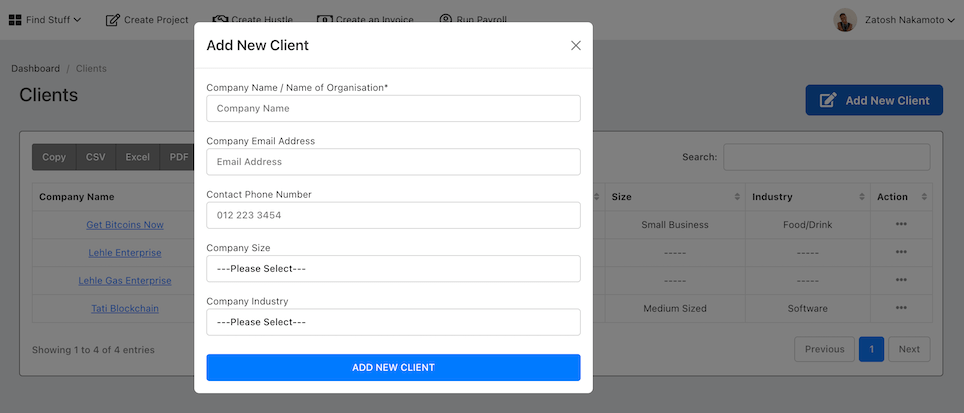 Find Stuff
Create Project
Create Hustle
Create an Invoice
Run Payroll
Zatosh Nakamoto
Dashboard / Clients
Clients
Add New Client
Copy CSV Excel PDF
Search:
Company Name Size Industry Action
Get Bitcoins Now Small Business Food/Drink •••
Lehle Enterprise ----- ----- •••
Lehle Gas Enterprise ----- ----- •••
Tati Blockchain Medium Sized Software •••
Showing 1 to 4 of 4 entries
Previous 1 Next
Add New Client
Company Name / Name of Organisation*
Company Name
Company Email Address
Email Address
Contact Phone Number
012 223 3454
Company Size
---Please Select---
Company Industry
---Please Select---
ADD NEW CLIENT